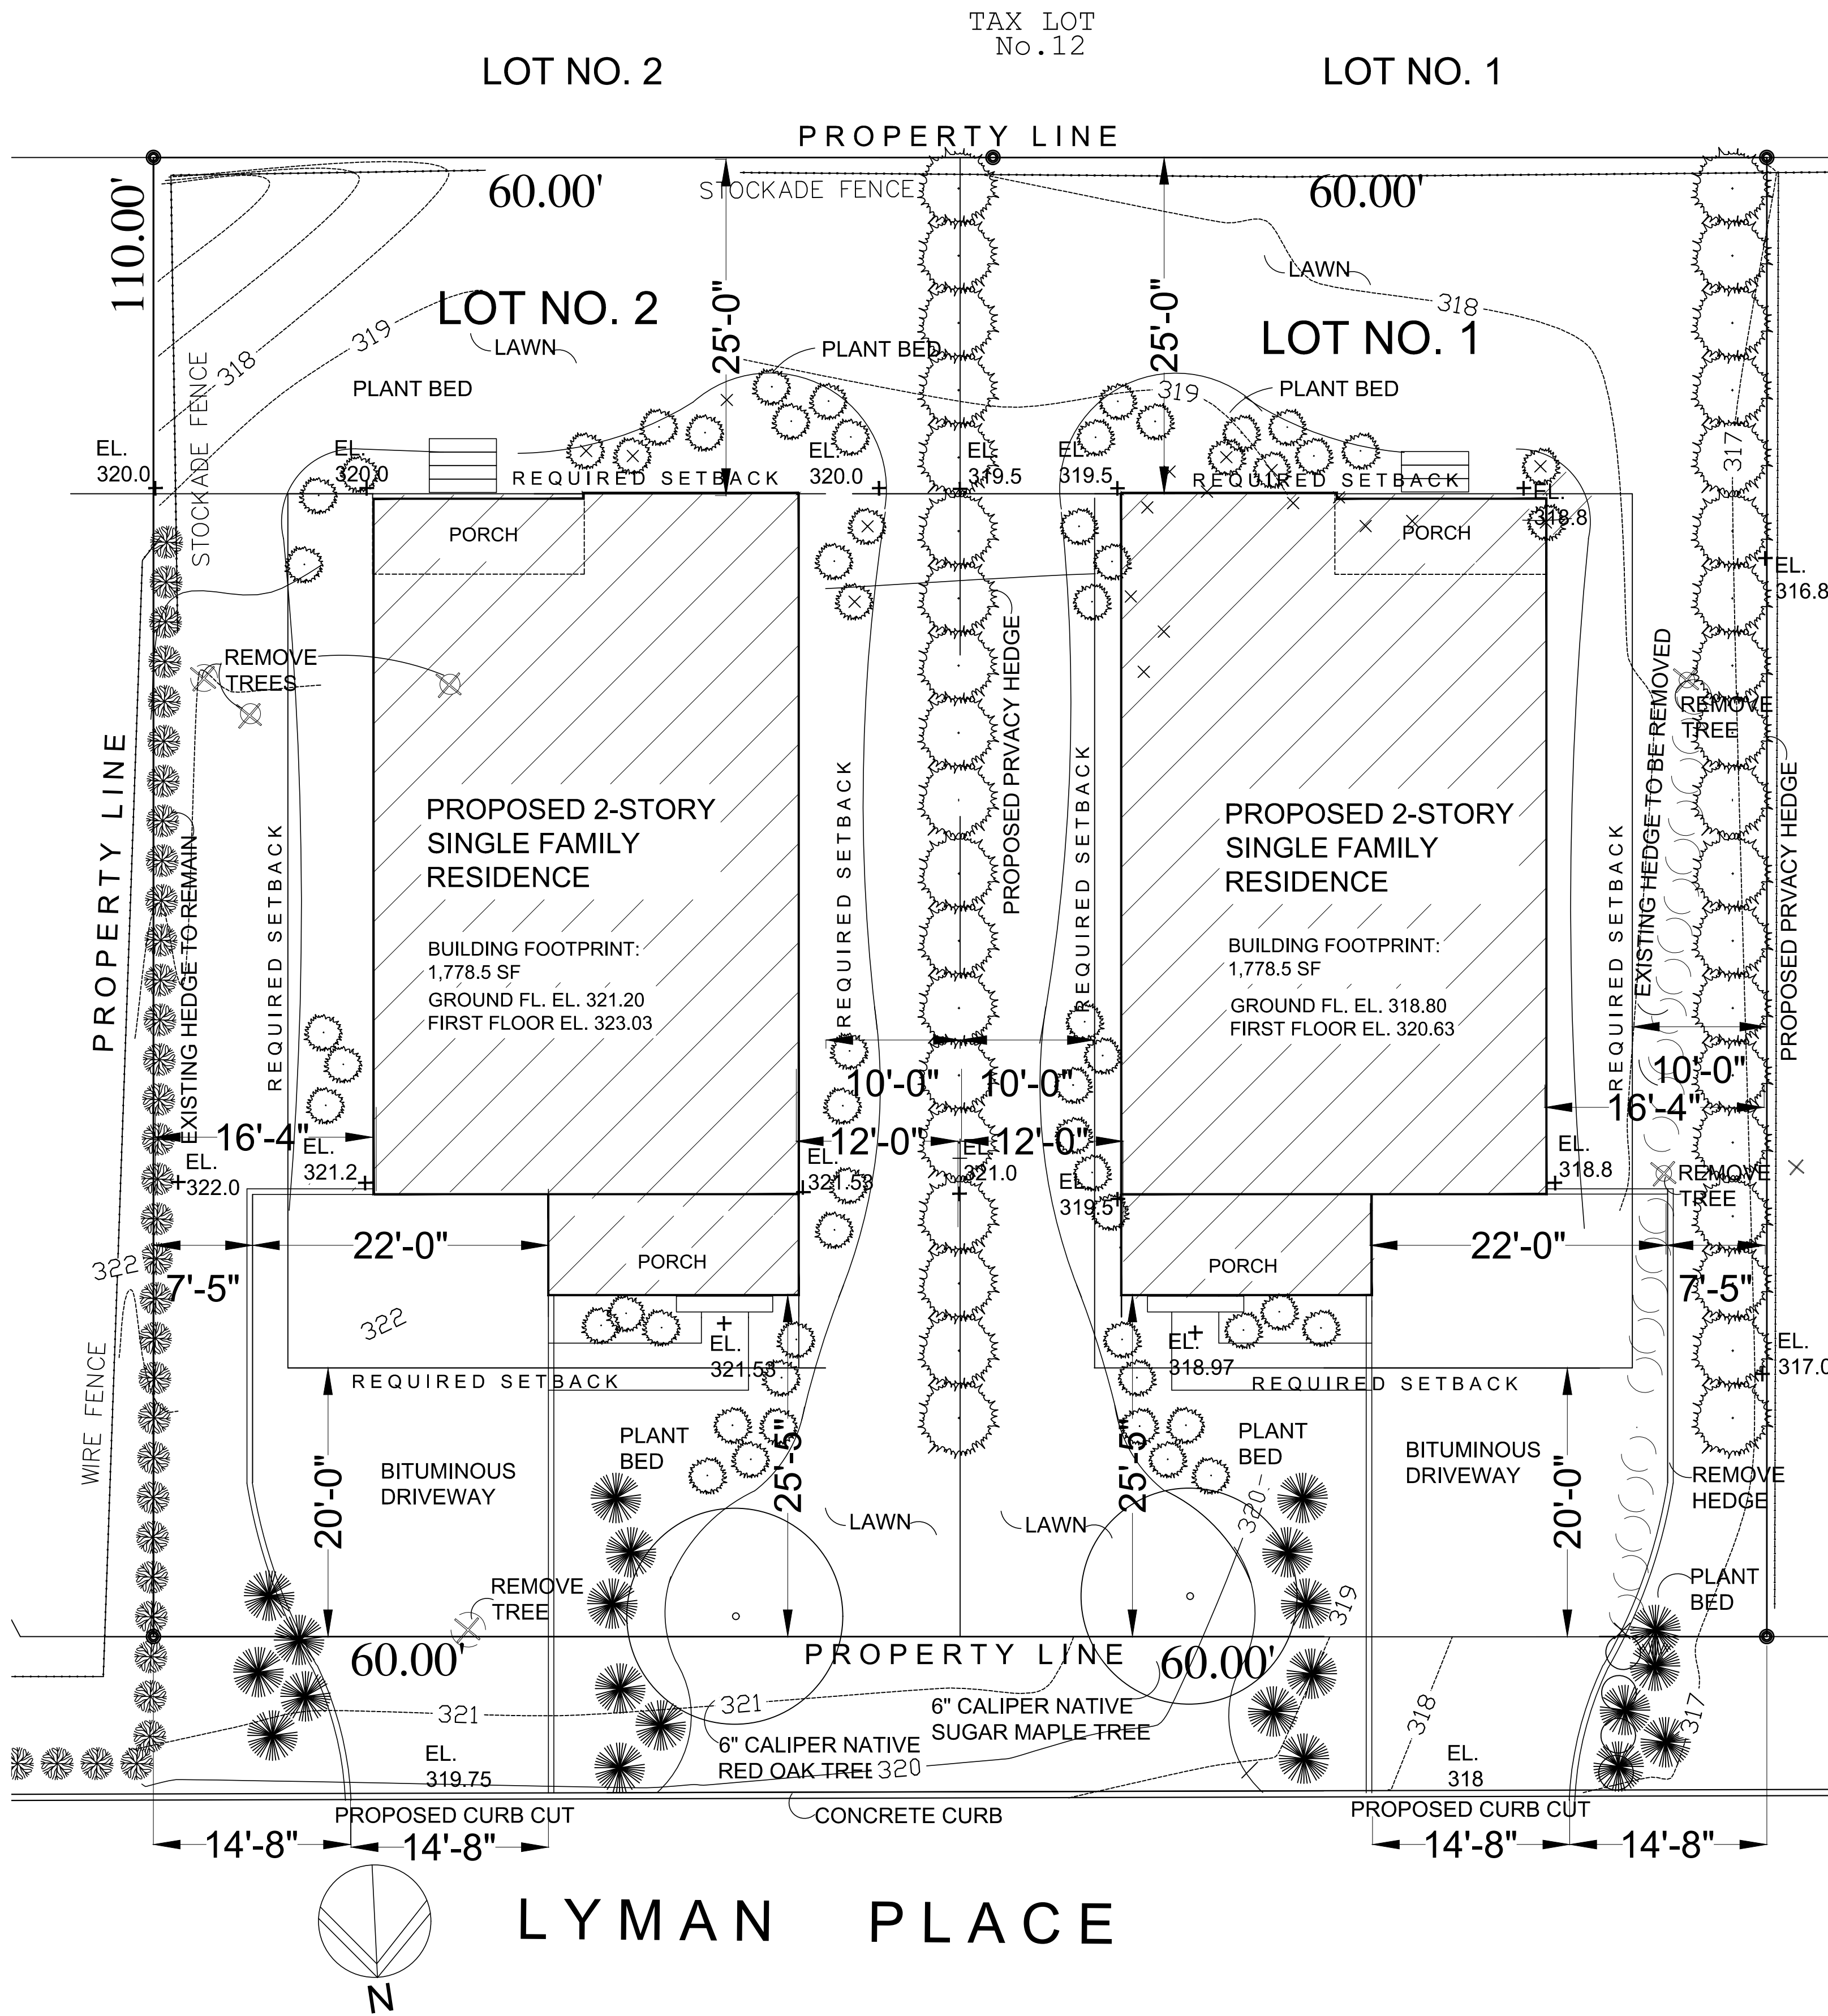 TAX LOT
No.12
LOT NO. 2
LOT NO. 1
PROPERTY LINE
60.00'
STOCKADE FENCE
60.00'
110.00'
LAWN
LOT NO. 2
25'-0"
25'-0"
318
LOT NO. 1
319
LAWN
PLANT BED
318
PLANT BED
319
PLANT BED
STOCKADE FENCE
317
EL.
320.0
EL.
320.0
REQUIRED SETBACK
EL.
320.0
EL.
319.5
EL.
319.5
REQUIRED SETBACK
EL.
318.8
PORCH
PORCH
EL.
316.8
REMOVE
TREES
PROPOSED PRVACY HEDGE
EXISTING HEDGE TO BE REMOVED
REMOVE
TREE
PROPERTY LINE
EXISTING HEDGE TO REMAIN
REQUIRED SETBACK
PROPOSED 2-STORY
SINGLE FAMILY
RESIDENCE
BUILDING FOOTPRINT:
1,778.5 SF
GROUND FL. EL. 321.20
FIRST FLOOR EL. 323.03
REQUIRED SETBACK
REQUIRED SETBACK
PROPOSED 2-STORY
SINGLE FAMILY
RESIDENCE
BUILDING FOOTPRINT:
1,778.5 SF
GROUND FL. EL. 318.80
FIRST FLOOR EL. 320.63
REQUIRED SETBACK
PROPOSED PRVACY HEDGE
10'-0"
10'-0"
10'-0"
16'-4"
16'-4"
12'-0"
12'-0"
EL.
322.0
EL.
321.2
EL.
321.53
EL.
321.0
EL.
319.5
EL.
318.8
REMOVE
TREE
22'-0"
7'-5"
PORCH
PORCH
22'-0"
7'-5"
322
322
EL.
321.53
EL.
318.97
EL.
317.0
REQUIRED SETBACK
REQUIRED SETBACK
WIRE FENCE
20'-0"
BITUMINOUS
DRIVEWAY
PLANT
BED
25'-5"
25'-5"
PLANT
BED
BITUMINOUS
DRIVEWAY
20'-0"
REMOVE
HEDGE
LAWN
LAWN
320
REMOVE
TREE
319
PLANT
BED
60.00'
PROPERTY LINE
60.00'
321
321
6" CALIPER NATIVE
SUGAR MAPLE TREE
318
317
6" CALIPER NATIVE
RED OAK TREE
320
EL.
319.75
EL.
318
PROPOSED CURB CUT
CONCRETE CURB
PROPOSED CURB CUT
14'-8"
14'-8"
14'-8"
14'-8"
LYMAN PLACE
N